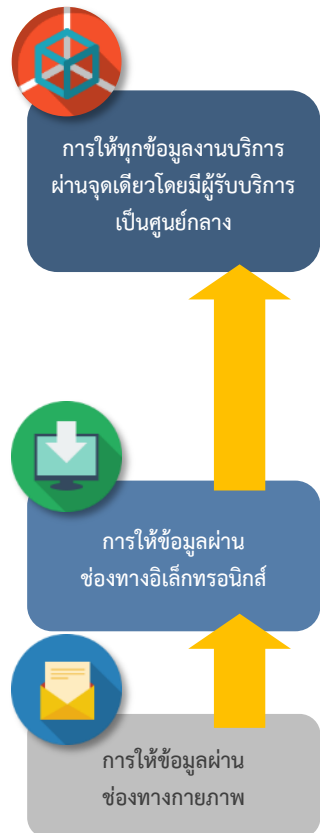 การให้ทุกข้อมูลงานบริการ
ผ่านจุดเดียวโดยมีผู้รับบริการ
เป็นศูนย์กลาง
การให้ข้อมูลผ่าน
ช่องทางอิเล็กทรอนิกส์
การให้ข้อมูลผ่าน
ช่องทางกายภาพ